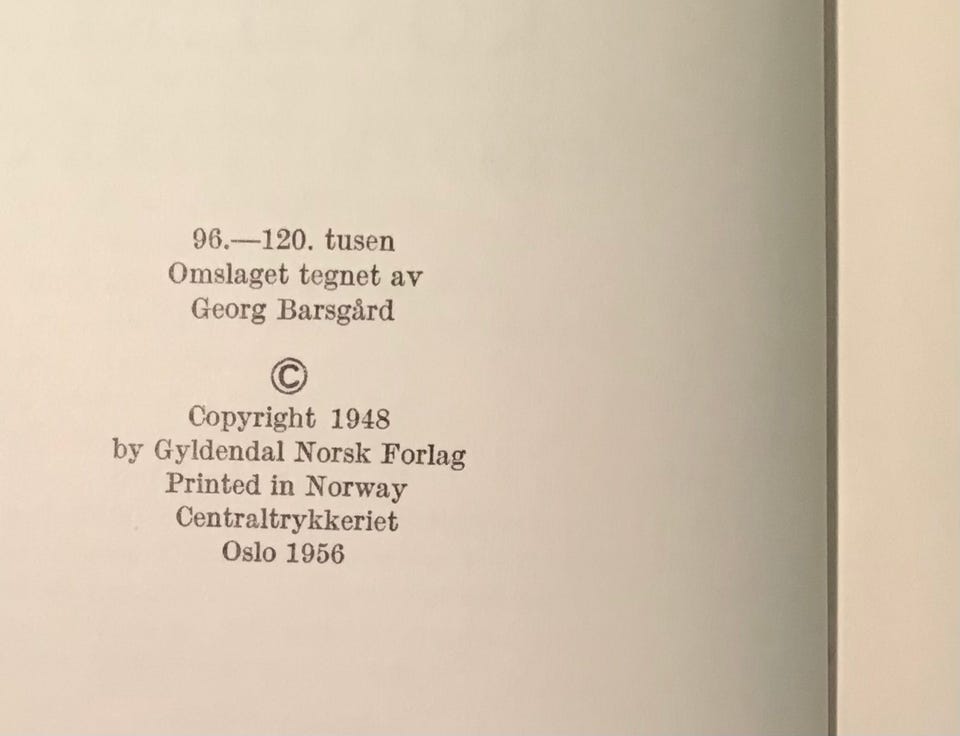 96.—120. tusen
Omslaget tegnet av
Georg Barsgård
©
Copyright 1948
by Gyldendal Norsk Forlag
Printed in Norway
Centraltrykkeriet
Oslo 1956